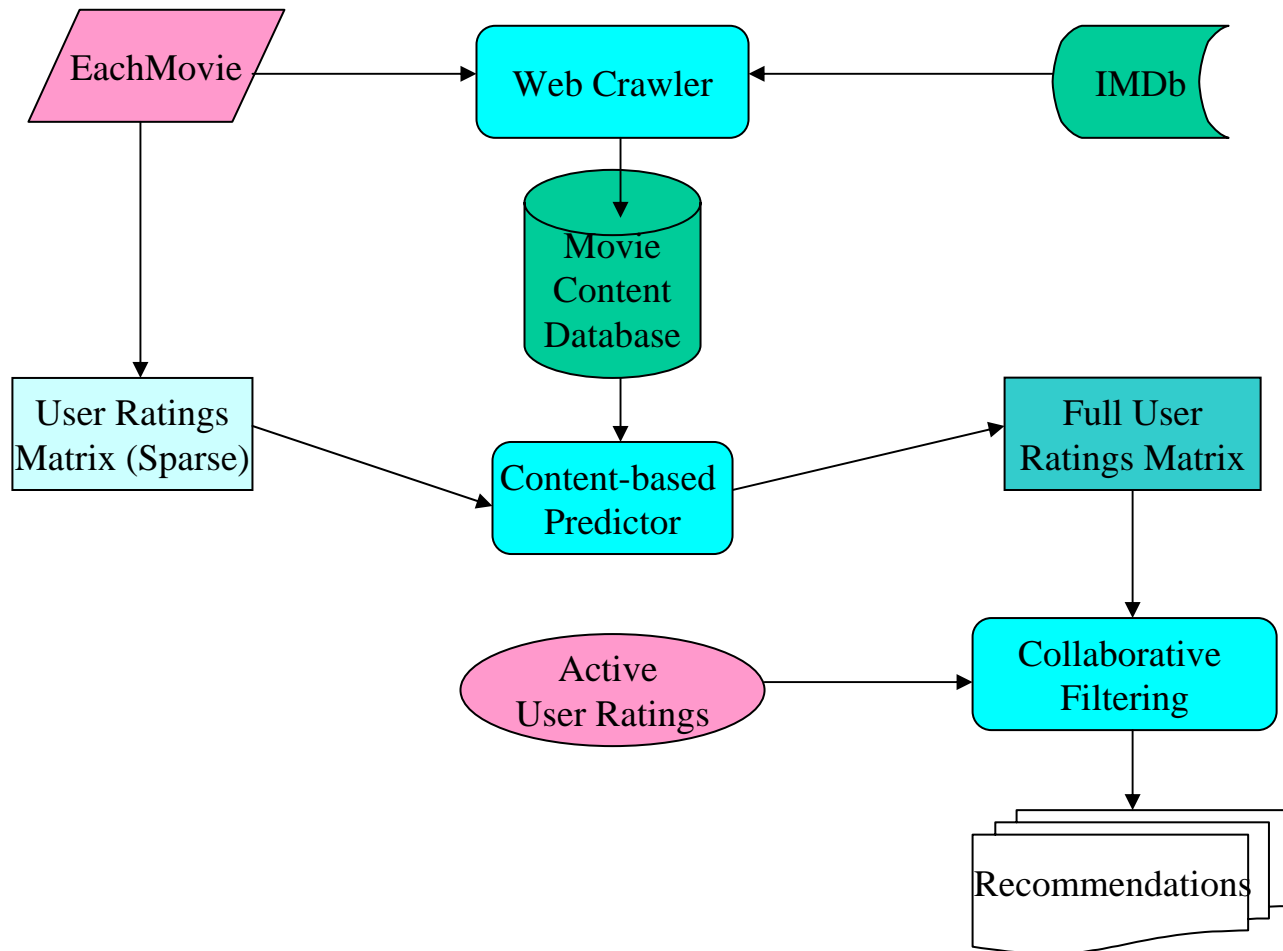 EachMovie
Web Crawler
IMDb
Movie
Content
Database
User Ratings
Matrix (Sparse)
Content-based
Predictor
Full User
Ratings Matrix
Active
User Ratings
Collaborative
Filtering
Recommendations